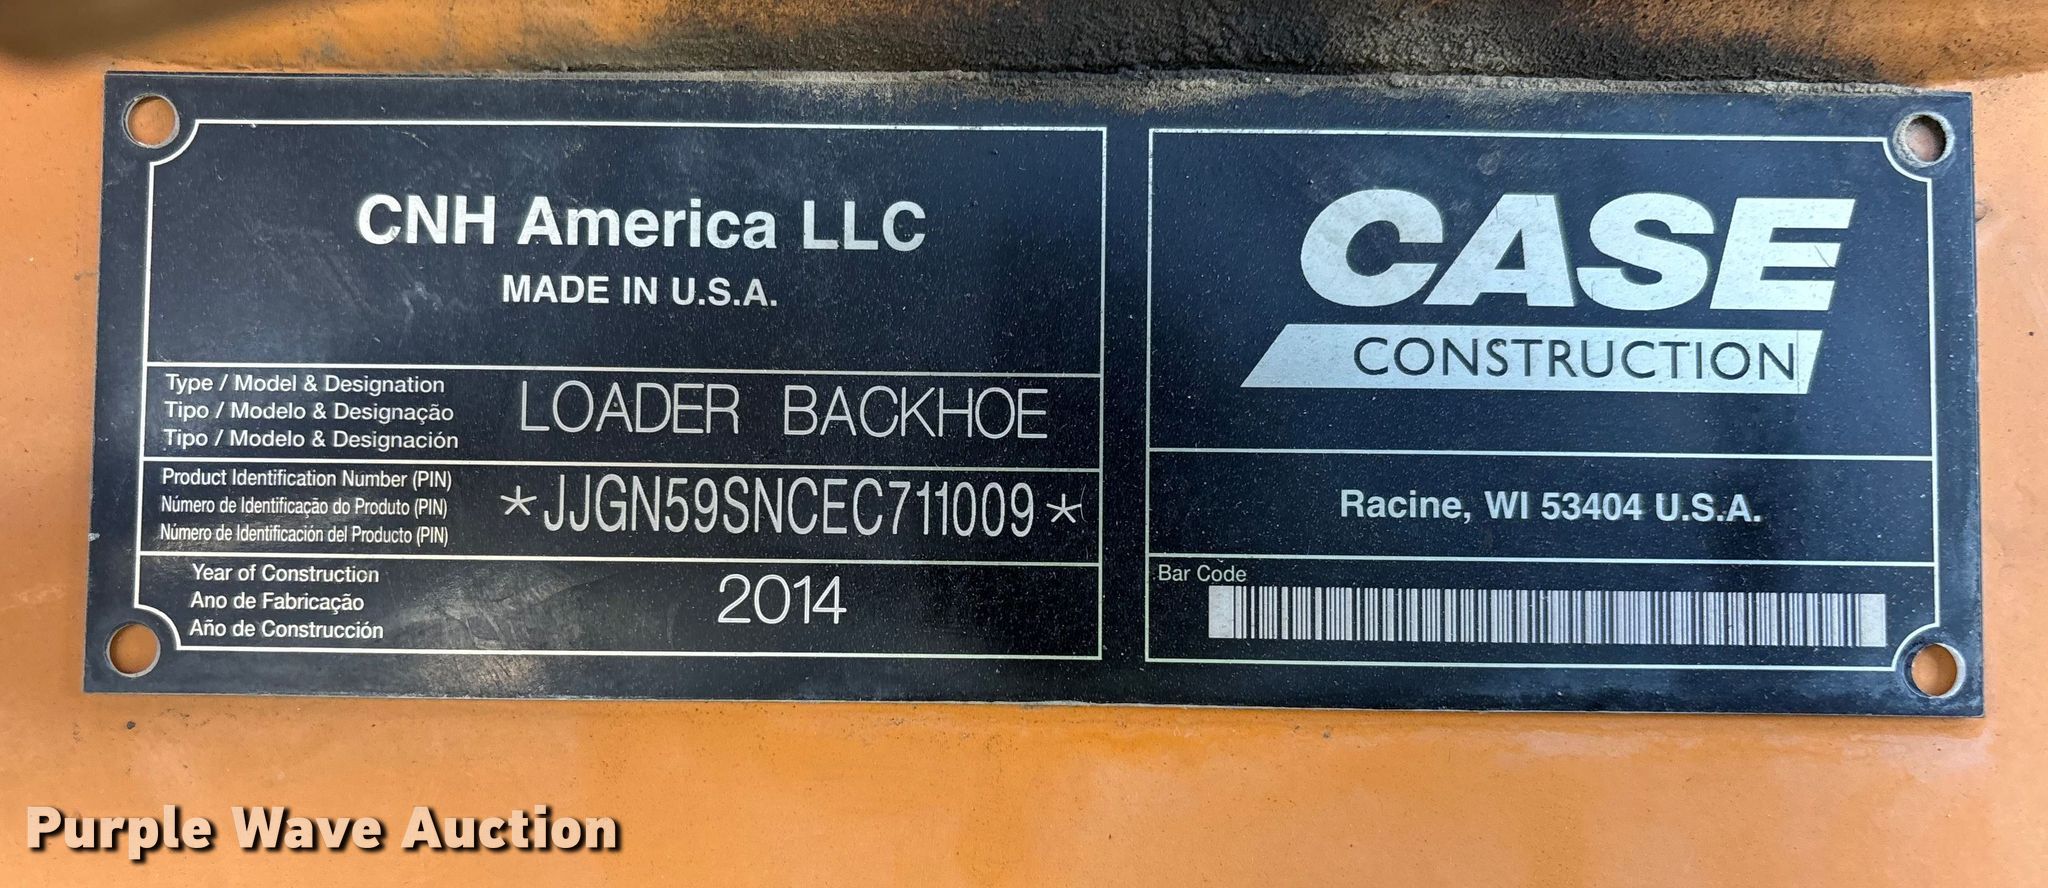 CNH America LLC
MADE IN U.S.A.
Type / Model & Designation
Tipo / Modelo & Designação
Tipo / Modelo & Designación
LOADER BACKHOE
Product Identification Number (PIN)
Número de Identificação do Produto (PIN)
Número de Identificación del Producto (PIN)
*JJGN59SNCEC711009*
Year of Construction
Ano de Fabricação
Año de Construcción
2014
CASE
CONSTRUCTION
Racine, WI 53404 U.S.A.
Bar Code
Purple Wave Auction